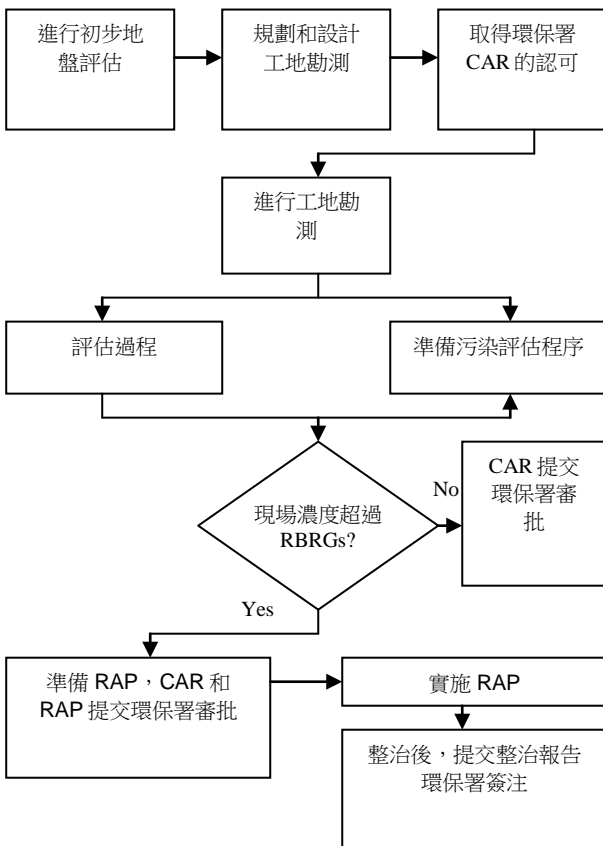 進行初步地
盤評估
規劃和設計
工地勘測
取得環保署
CAR 的認可
進行工地勘
測
評估過程
準備污染評估程序
現場濃度超過
RBRGs?
No
CAR 提交
環保署審
批
Yes
準備 RAP，CAR 和
RAP 提交環保署審批
實施 RAP
整治後，提交整治報告
環保署簽注